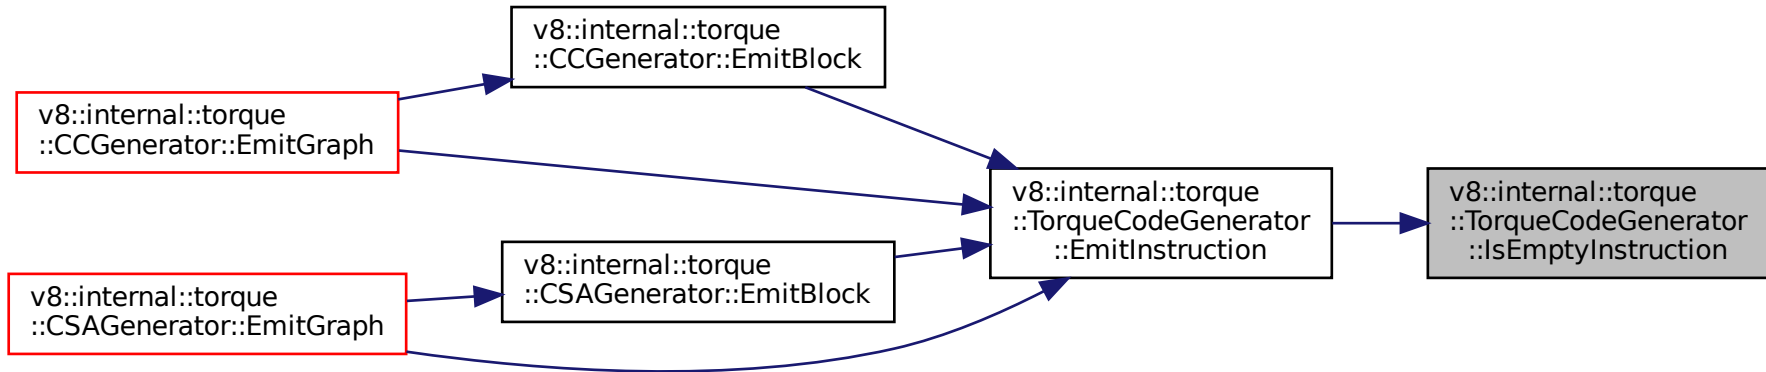 v8::internal::torque
::CCGenerator::EmitBlock
v8::internal::torque
::CCGenerator::EmitGraph
v8::internal::torque
::TorqueCodeGenerator
::EmitInstruction
v8::internal::torque
::TorqueCodeGenerator
::IsEmptyInstruction
v8::internal::torque
::CSAGenerator::EmitBlock
v8::internal::torque
::CSAGenerator::EmitGraph